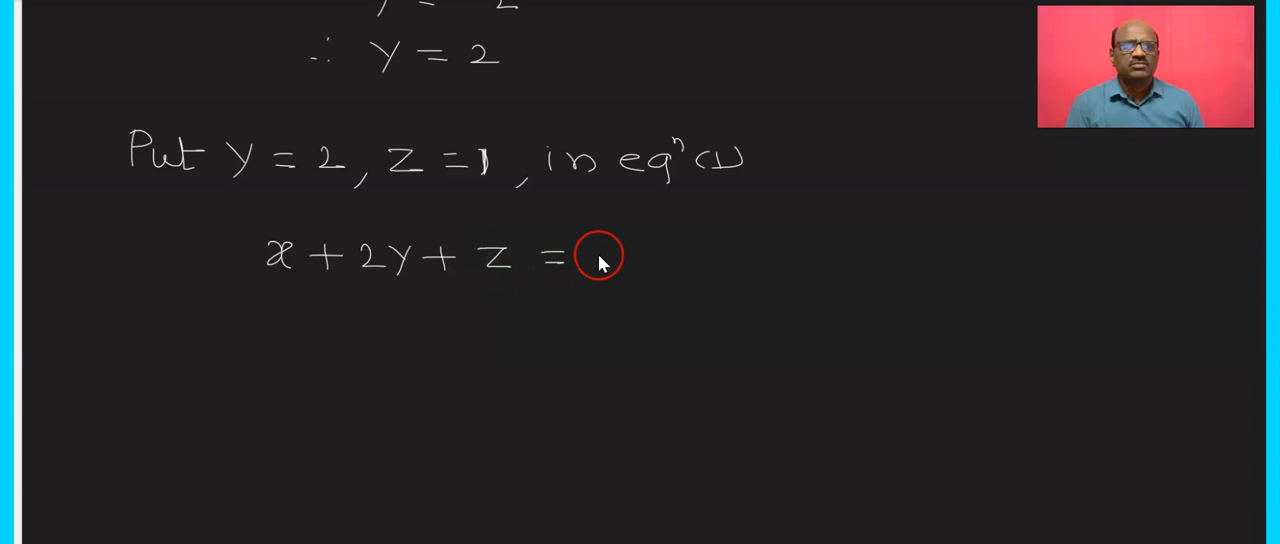 ∴ y = 2
Put y = 2, z = 1, in eqⁿ (1)
x + 2y + z =